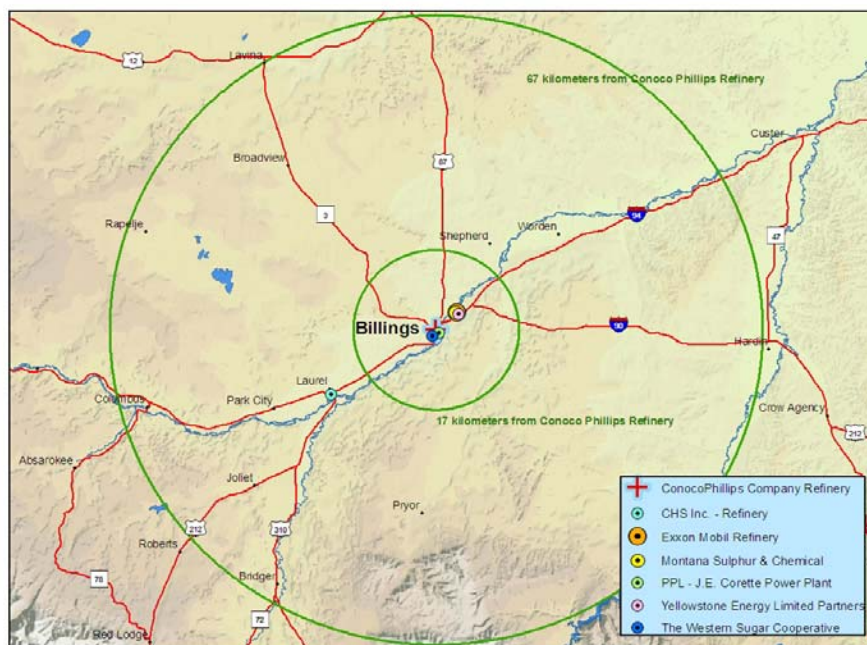 Lavina
12
67 kilometers from Conoco Phillips Refinery
Custer
Broadview
87
94
Rapelje
3
Shepherd
Worden
47
Billings
90
Hardin
Laurel
Columbus
Park City
17 kilometers from Conoco Phillips Refinery
Crow Agency
212
Absarokee
Joliet
Pryor
212
310
Roberts
78
Bridger
72
Red Lodge
ConocoPhillips Company Refinery
CHS Inc. - Refinery
Exxon Mobil Refinery
Montana Sulphur & Chemical
PPL - J.E. Corette Power Plant
Yellowstone Energy Limited Partners
The Western Sugar Cooperative